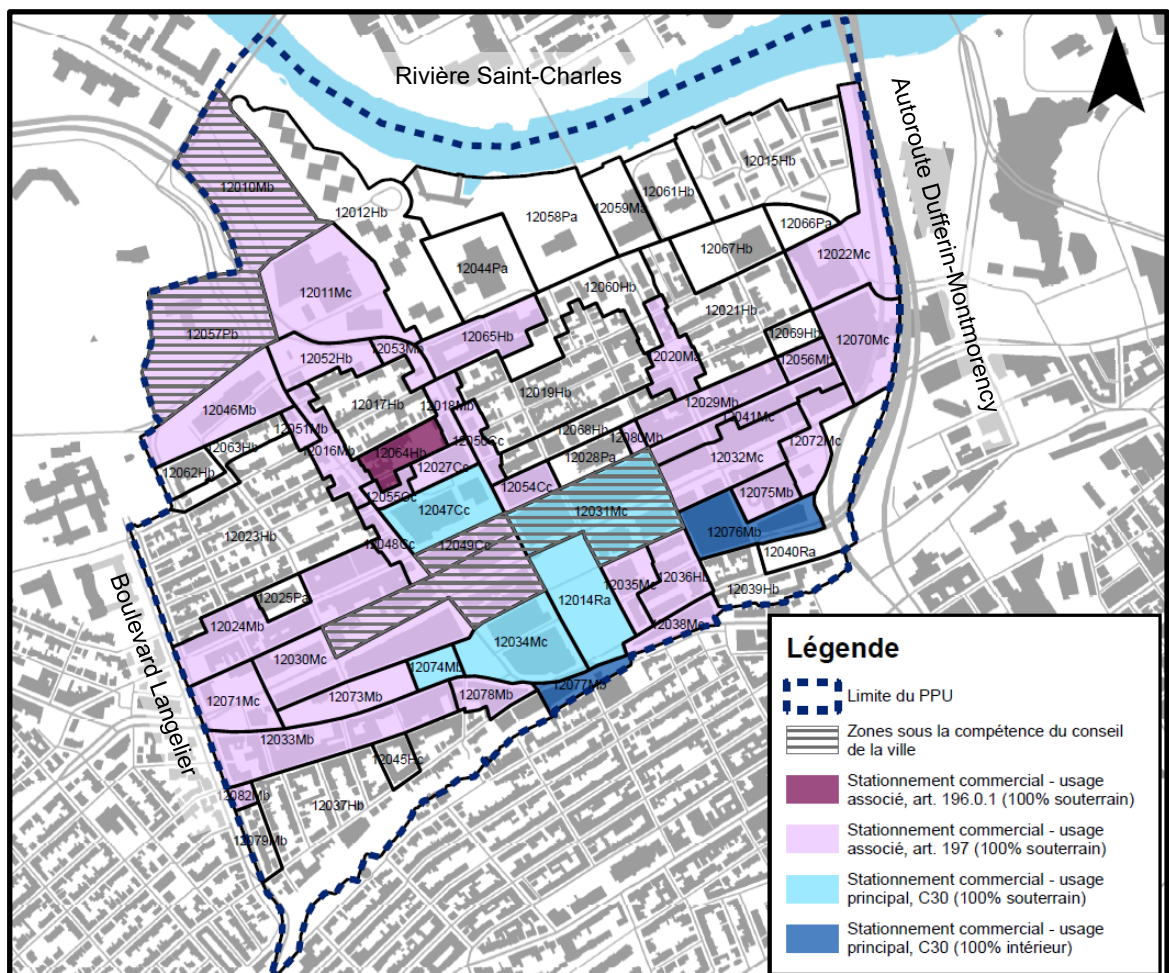 Rivière Saint-Charles
Autoroute Dufferin-Montmorency
12010Mb
12012Hb
12015Hb
12061Hb
12059Ma
12058Pa
12066Pa
12067Hb
12044Pa
12022Mc
12011Mc
12060Hb
12021Hb
12057Pb
12065Hb
12069Hb
12070Mc
12053Mb
12052Hb
12020Ma
12056Mb
12019Hb
12017Hb
12018Mb
12029Mb
12046Mb
12041Mc
12051Mb
12068Hb
12080Mb
12050Cc
12063Hb
12016Mb
12064Hb
12072Mc
12062Hb
12027Cc
12028Pa
12032Mc
12054Cc
12075Mb
12055Cc
12047Cc
12031Mc
12076Mb
12023Hb
12048Cc
12049Cc
12040Ra
12035Mc
12036Hb
12039Hb
12025Pa
12014Ra
Boulevard Langelier
12024Mb
12038Mc
12034Mc
12030Mc
12074Mb
12077Mb
12071Mc
12073Mb
12078Mb
12033Mb
12045Hc
12082Mb
12037Hb
12079Mb
Légende
Limite du PPU
Zones sous la compétence du conseil
de la ville
Stationnement commercial - usage
associé, art. 196.0.1 (100% souterrain)
Stationnement commercial - usage
associé, art. 197 (100% souterrain)
Stationnement commercial - usage
principal, C30 (100% souterrain)
Stationnement commercial - usage
principal, C30 (100% intérieur)